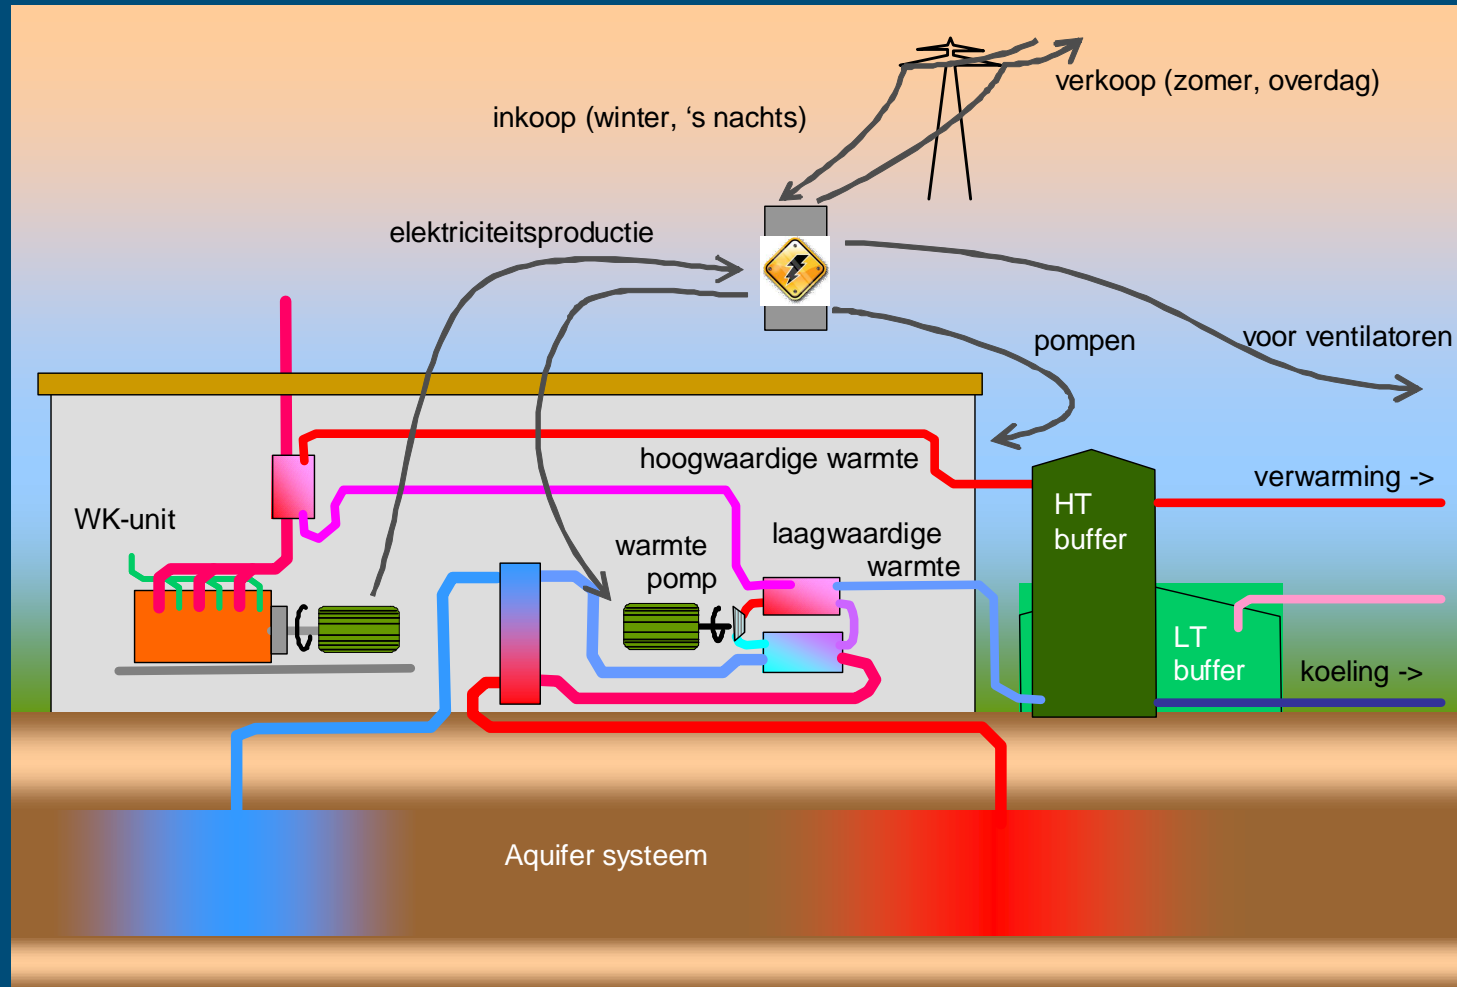 verkoop (zomer, overdag)
inkoop (winter, ‘s nachts)
elektriciteitsproductie
pompen
voor ventilatoren
hoogwaardige warmte
verwarming ->
WK-unit
HT
buffer
warmte
pomp
laagwaardige
warmte
LT
buffer
koeling ->
Aquifer systeem